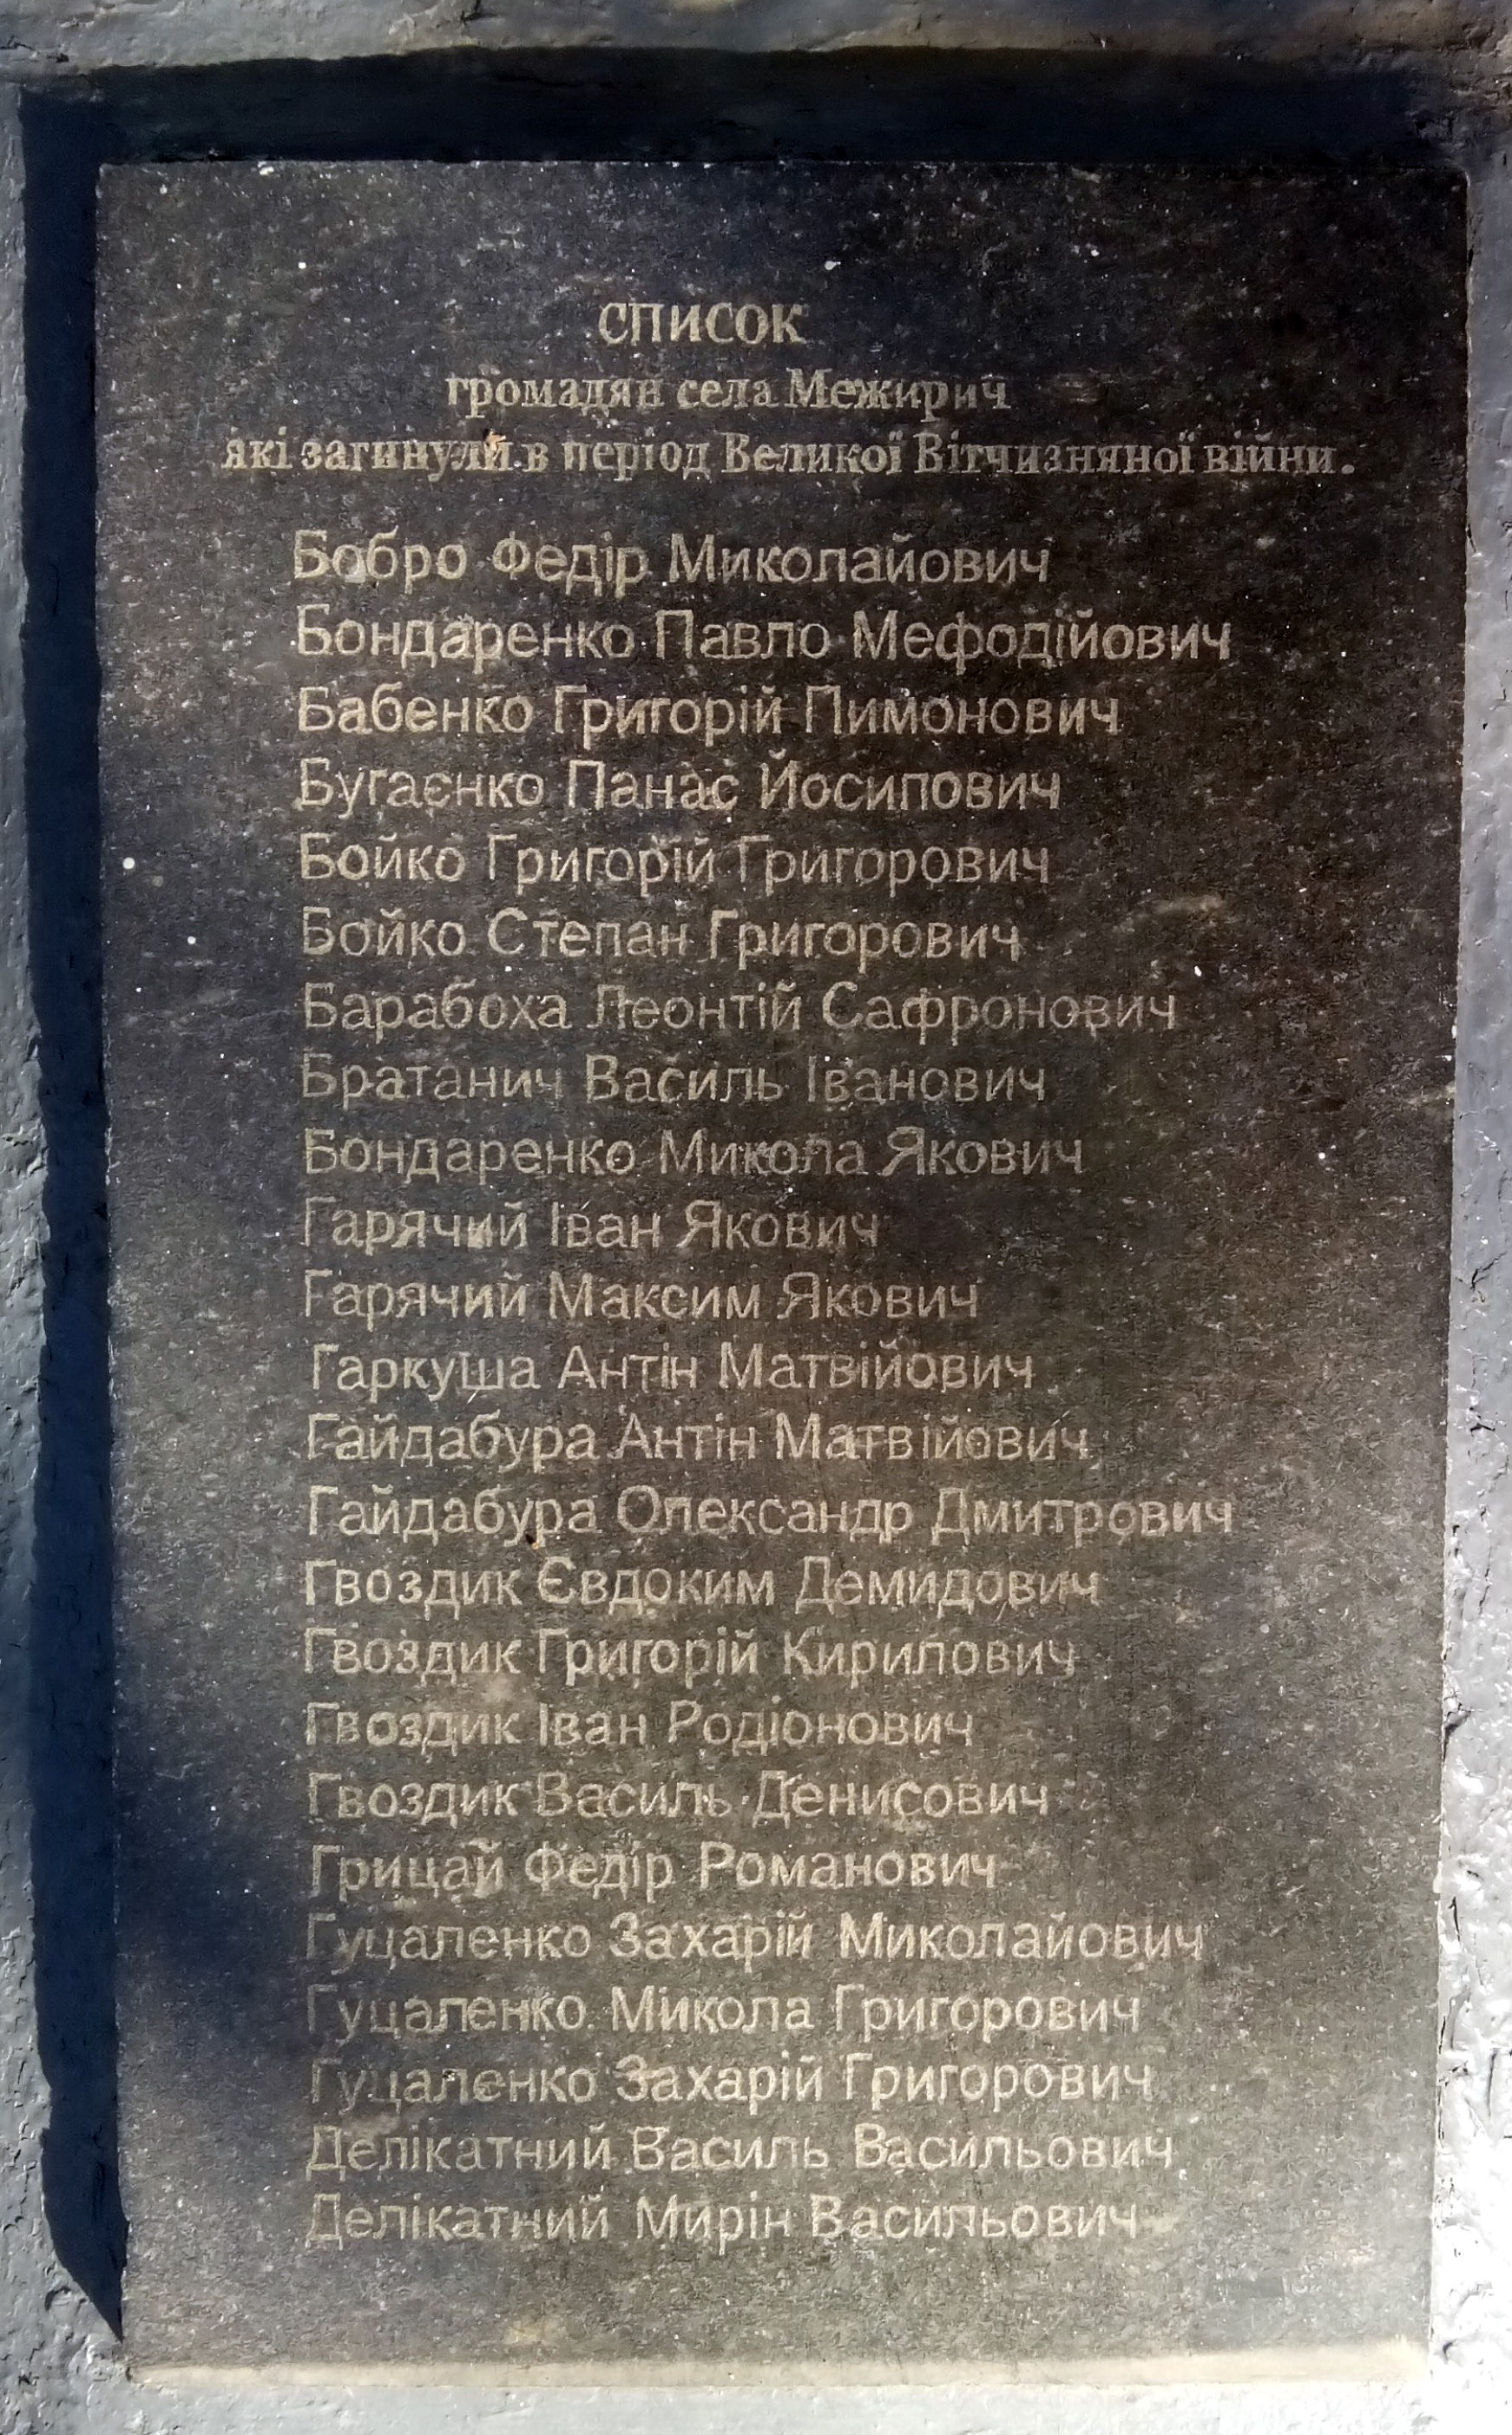 СПИСОК
громадян села Межирич
які загинули в період Великої Вітчизняної війни.
Бобро Федір Миколайович
Бондаренко Павло Мефодійович
Бабенко Григорій Пимонович
Бугаєнко Панас Йосипович
Бойко Григорій Григорович
Бойко Степан Григорович
Барабоха Леонтій Сафронович
Братанич Василь Іванович
Бондаренко Микола Якович
Гарячий Іван Якович
Гарячий Максим Якович
Гаркуша Антін Матвійович
Гайдабура Антін Матвійович
Гайдабура Олександр Дмитрович
Гвоздик Євдоким Демидович
Гвоздик Григорій Кирилович
Гвоздик Іван Родіонович
Гвоздик Василь Денисович
Грицай Федір Романович
Гуцаленко Захарій Миколайович
Гуцаленко Микола Григорович
Гуцаленко Захарій Григорович
Делікатний Василь Васильович
Делікатний Мирін Васильович